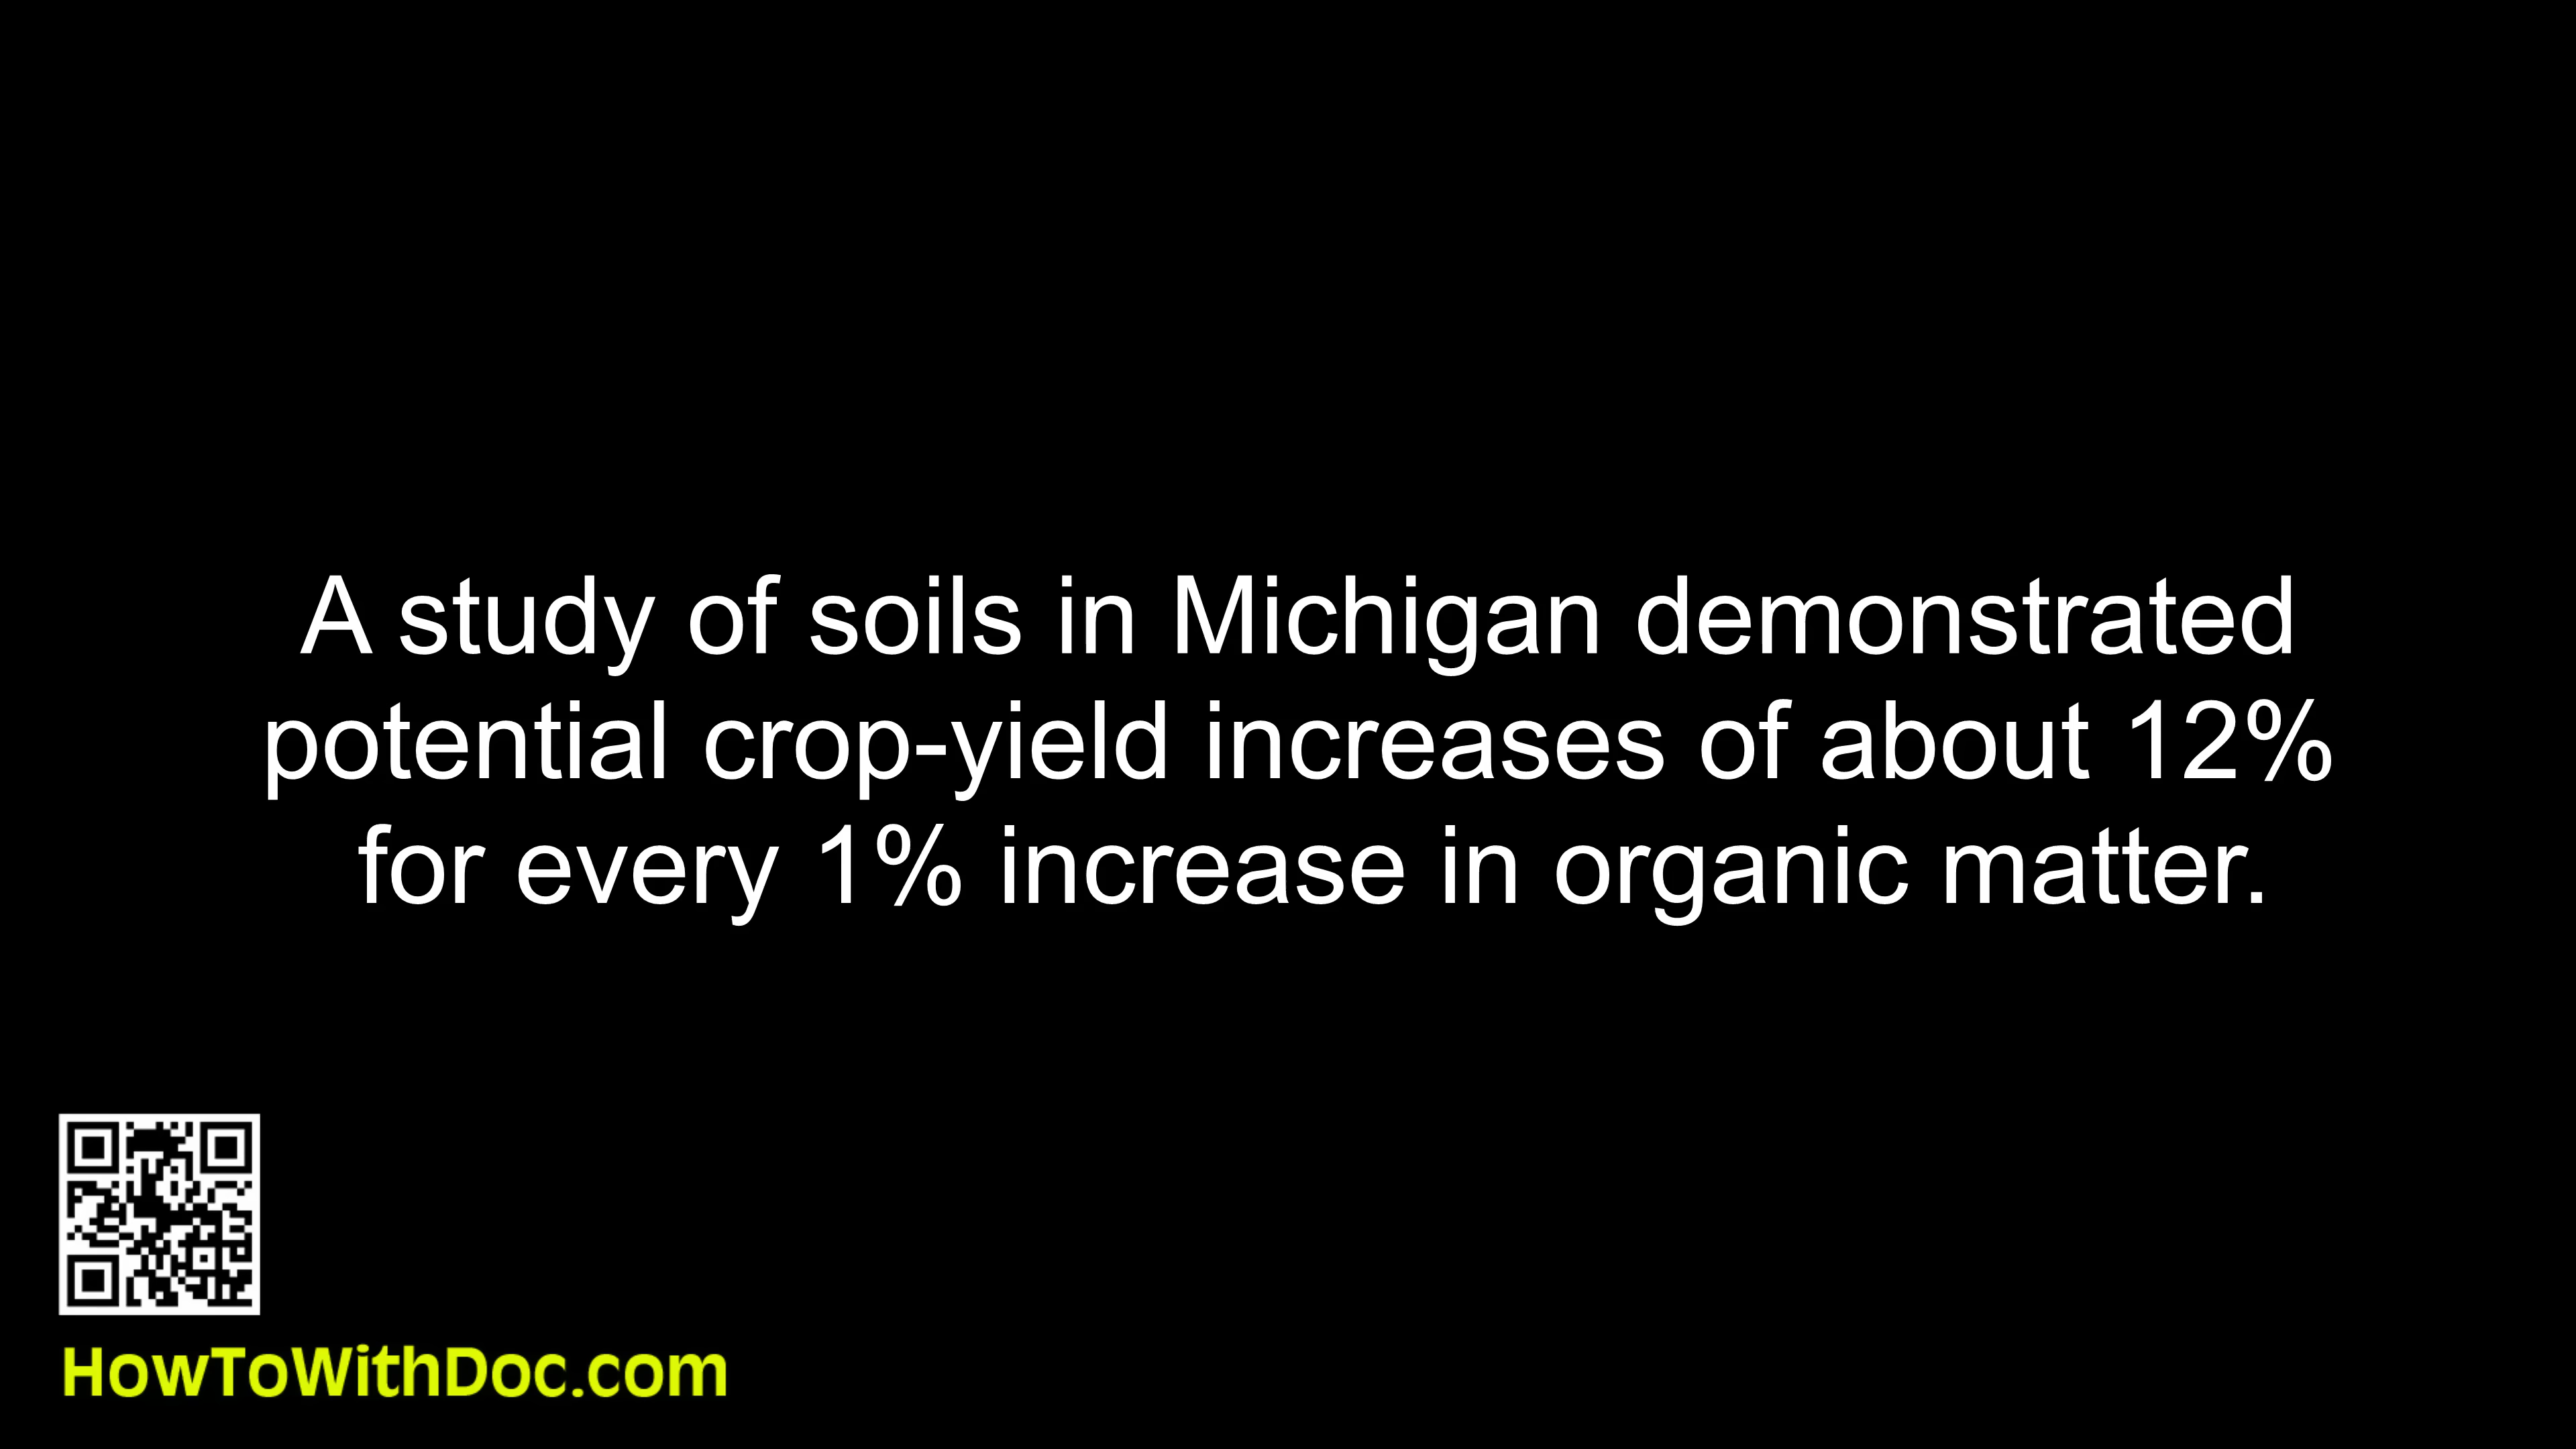 A study of soils in Michigan demonstrated
potential crop-yield increases of about 12%
for every 1% increase in organic matter.
HowToWithDoc.com